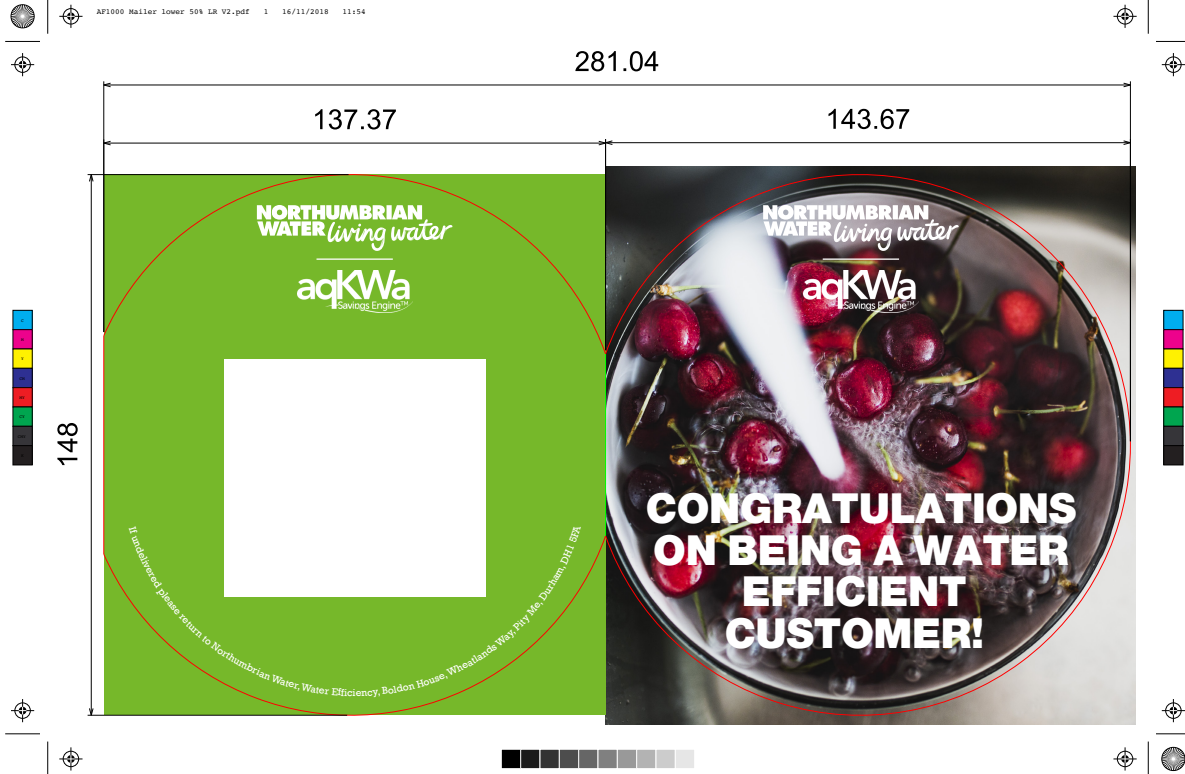 AF1000 Mailer lower 50% LR V2.pdf 1 16/11/2018 11:54
281.04
137.37
143.67
148
NORTHUMBRIAN
WATER living water
aqKWa
Savings Engine™
If undelivered please return to Northumbrian Water, Water Efficiency, Boldon House, Wheatlands Way, Pity Me, Durham, DH1 5FA
NORTHUMBRIAN
WATER living water
aqKWa
Savings Engine™
CONGRATULATIONS
ON BEING A WATER
EFFICIENT
CUSTOMER!